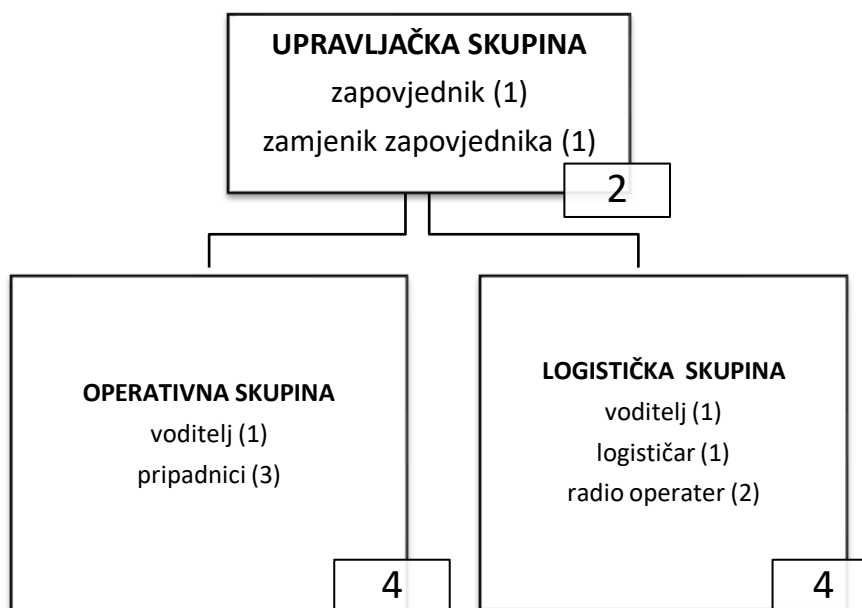 UPRAVLJAČKA SKUPINA
zapovjednik (1)
zamjenik zapovjednika (1)
2
OPERATIVNA SKUPINA
voditelj (1)
pripadnici (3)
4
LOGISTIČKA  SKUPINA
voditelj (1)
logističar (1)
radio operater (2)
4